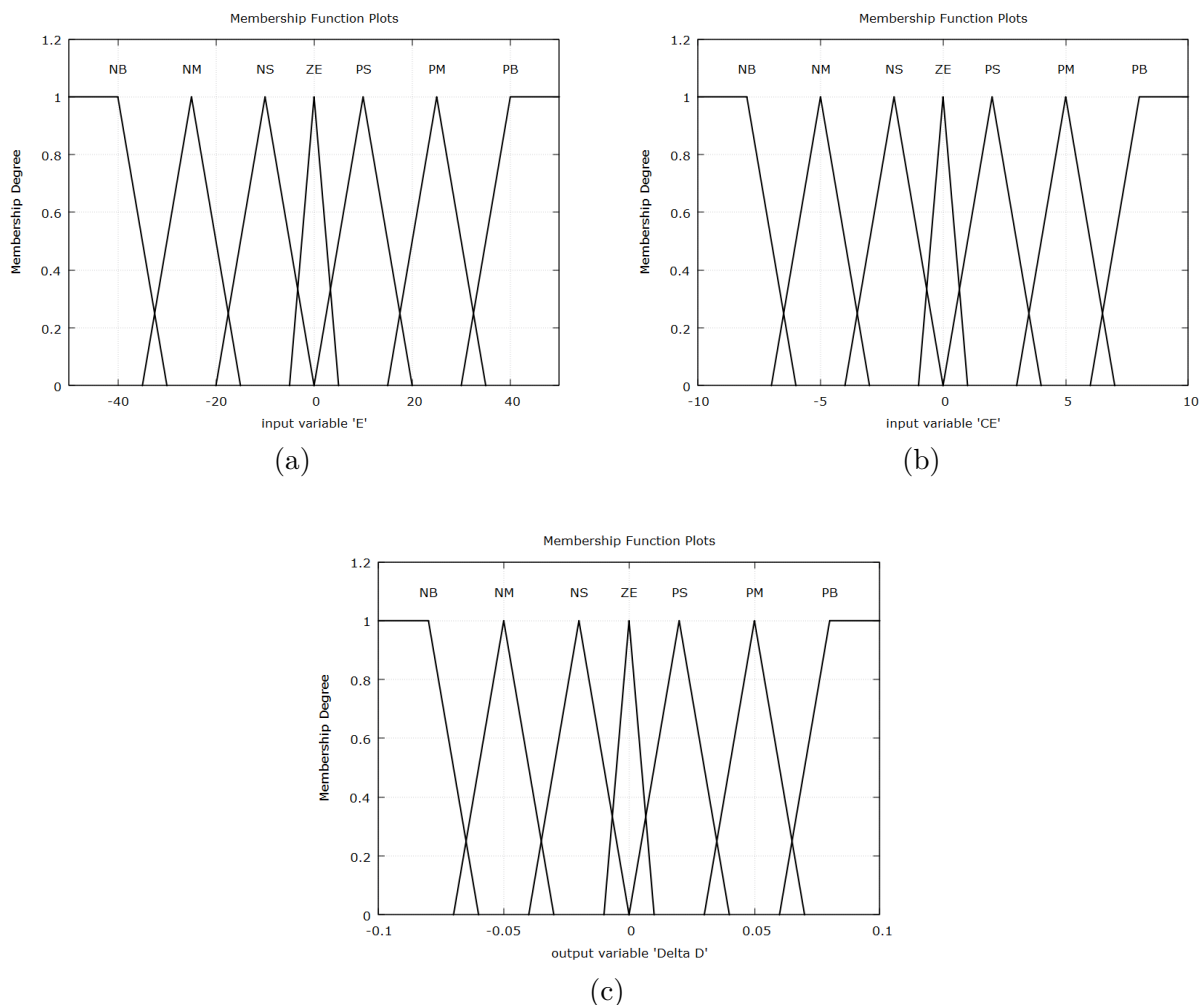 Membership Function Plots
1.2
NB NM NS ZE PS PM PB
1
0.8
0.6
0.4
0.2
0
Membership Degree
-40 -20 0 20 40
input variable 'E'
(a)
Membership Function Plots
1.2
NB NM NS ZE PS PM PB
1
0.8
0.6
0.4
0.2
0
Membership Degree
-10 -5 0 5 10
input variable 'CE'
(b)
Membership Function Plots
1.2
NB NM NS ZE PS PM PB
1
0.8
0.6
0.4
0.2
0
Membership Degree
-0.1 -0.05 0 0.05 0.1
output variable 'Delta D'
(c)